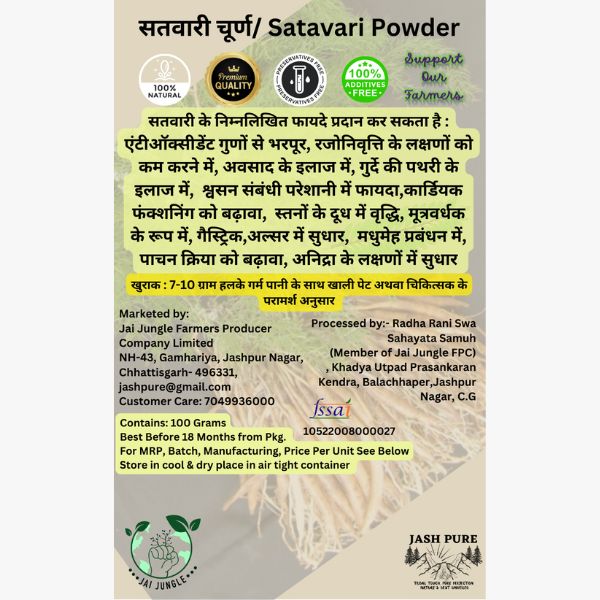 सतवारी चूर्ण/ Satavari Powder
100%
NATURAL
Premium
QUALITY
PRESERVATIVES FREE
PRESERVATIVES FREE
100%
ADDITIVES
FREE
Support
Our
Farmers
सतवारी के निम्नलिखित फायदे प्रदान कर सकता है :
एंटीऑक्सीडेंट गुणों से भरपूर, रजोनिवृत्ति के लक्षणों को
कम करने में, अवसाद के इलाज में, गुर्दे की पथरी के
इलाज में, श्वसन संबंधी परेशानी में फायदा,कार्डियक
फंक्शनिंग को बढ़ावा, स्तनों के दूध में वृद्धि, मूत्रवर्धक
के रूप में, गैस्ट्रिक,अल्सर में सुधार, मधुमेह प्रबंधन में,
पाचन क्रिया को बढ़ावा, अनिद्रा के लक्षणों में सुधार
खुराक : 7-10 ग्राम हलके गर्म पानी के साथ खाली पेट अथवा चिकित्सक के
परामर्श अनुसार
Marketed by:
Jai Jungle Farmers Producer
Company Limited
NH-43, Gamhariya, Jashpur Nagar,
Chhattisgarh- 496331,
jashpure@gmail.com
Customer Care: 7049936000
Processed by:- Radha Rani Swa
Sahayata Samuh
(Member of Jai Jungle FPC)
, Khadya Utpad Prasankaran
Kendra, Balachhaper,Jashpur
Nagar, C.G
fssai
10522008000027
Contains: 100 Grams
Best Before 18 Months from Pkg.
For MRP, Batch, Manufacturing, Price Per Unit See Below
Store in cool & dry place in air tight container
JAI JUNGLE
JASH PURE